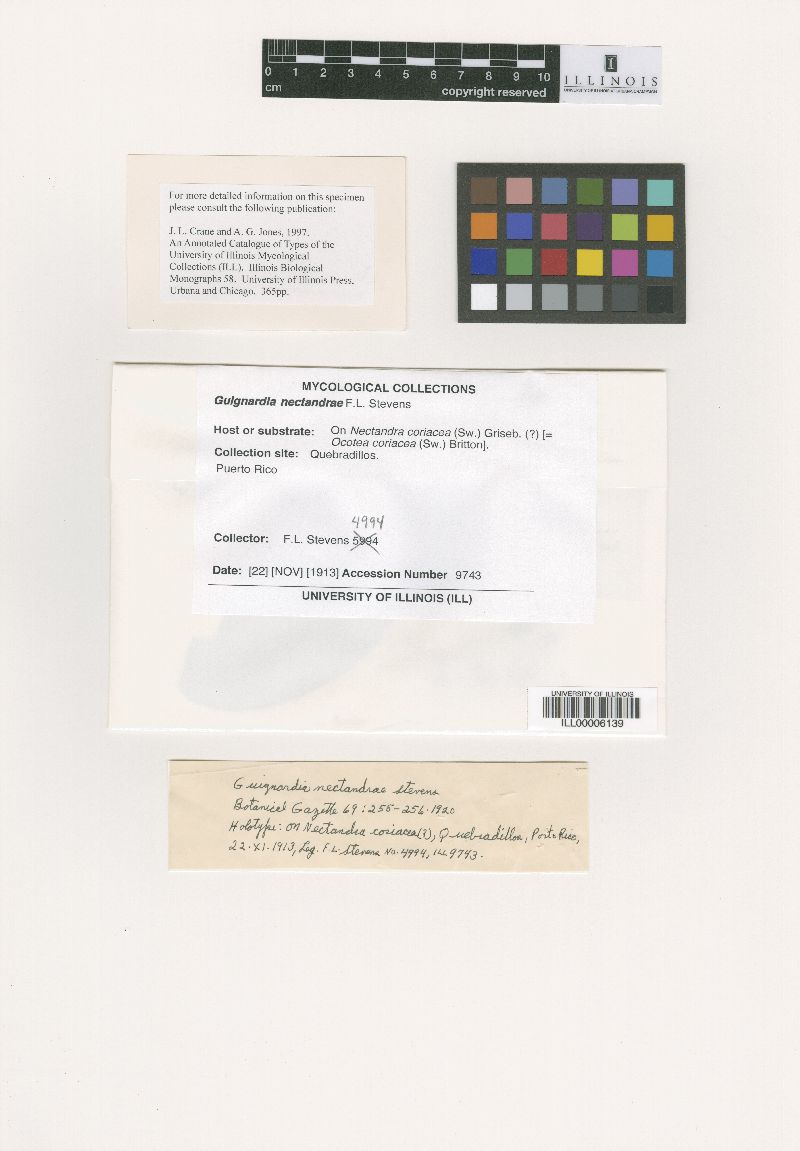 0 1 2 3 4 5 6 7 8 9 10
cm
copyright reserved
I
ILLINOIS
UNIVERSITY OF ILLINOIS AT URBANA-CHAMPAIGN
For more detailed information on this specimen
please consult the following publication:
J. L. Crane and A. G. Jones, 1997.
An Annotated Catalogue of Types of the
University of Illinois Mycological
Collections (ILL). Illinois Biological
Monographs 58. University of Illinois Press,
Urbana and Chicago. 365pp.
MYCOLOGICAL COLLECTIONS
Guignardia nectandrae F.L. Stevens
Host or substrate: On Nectandra coriacea (Sw.) Griseb. (?) [=
Ocotea coriacea (Sw.) Britton].
Collection site: Quebradillos.
Puerto Rico
4994
Collector: F.L. Stevens 5994
Date: [22] [NOV] [1913] Accession Number 9743
UNIVERSITY OF ILLINOIS (ILL)
UNIVERSITY OF ILLINOIS
ILL00006139
Guignardia nectandrae Stevens
Botanical Gazette 69: 255-256. 1920
Holotype: on Nectandra coriacea (?), Quebradillos, Porto Rico,
22.XI.1913, Leg. F.L. Stevens No. 4994, ILL 9743.